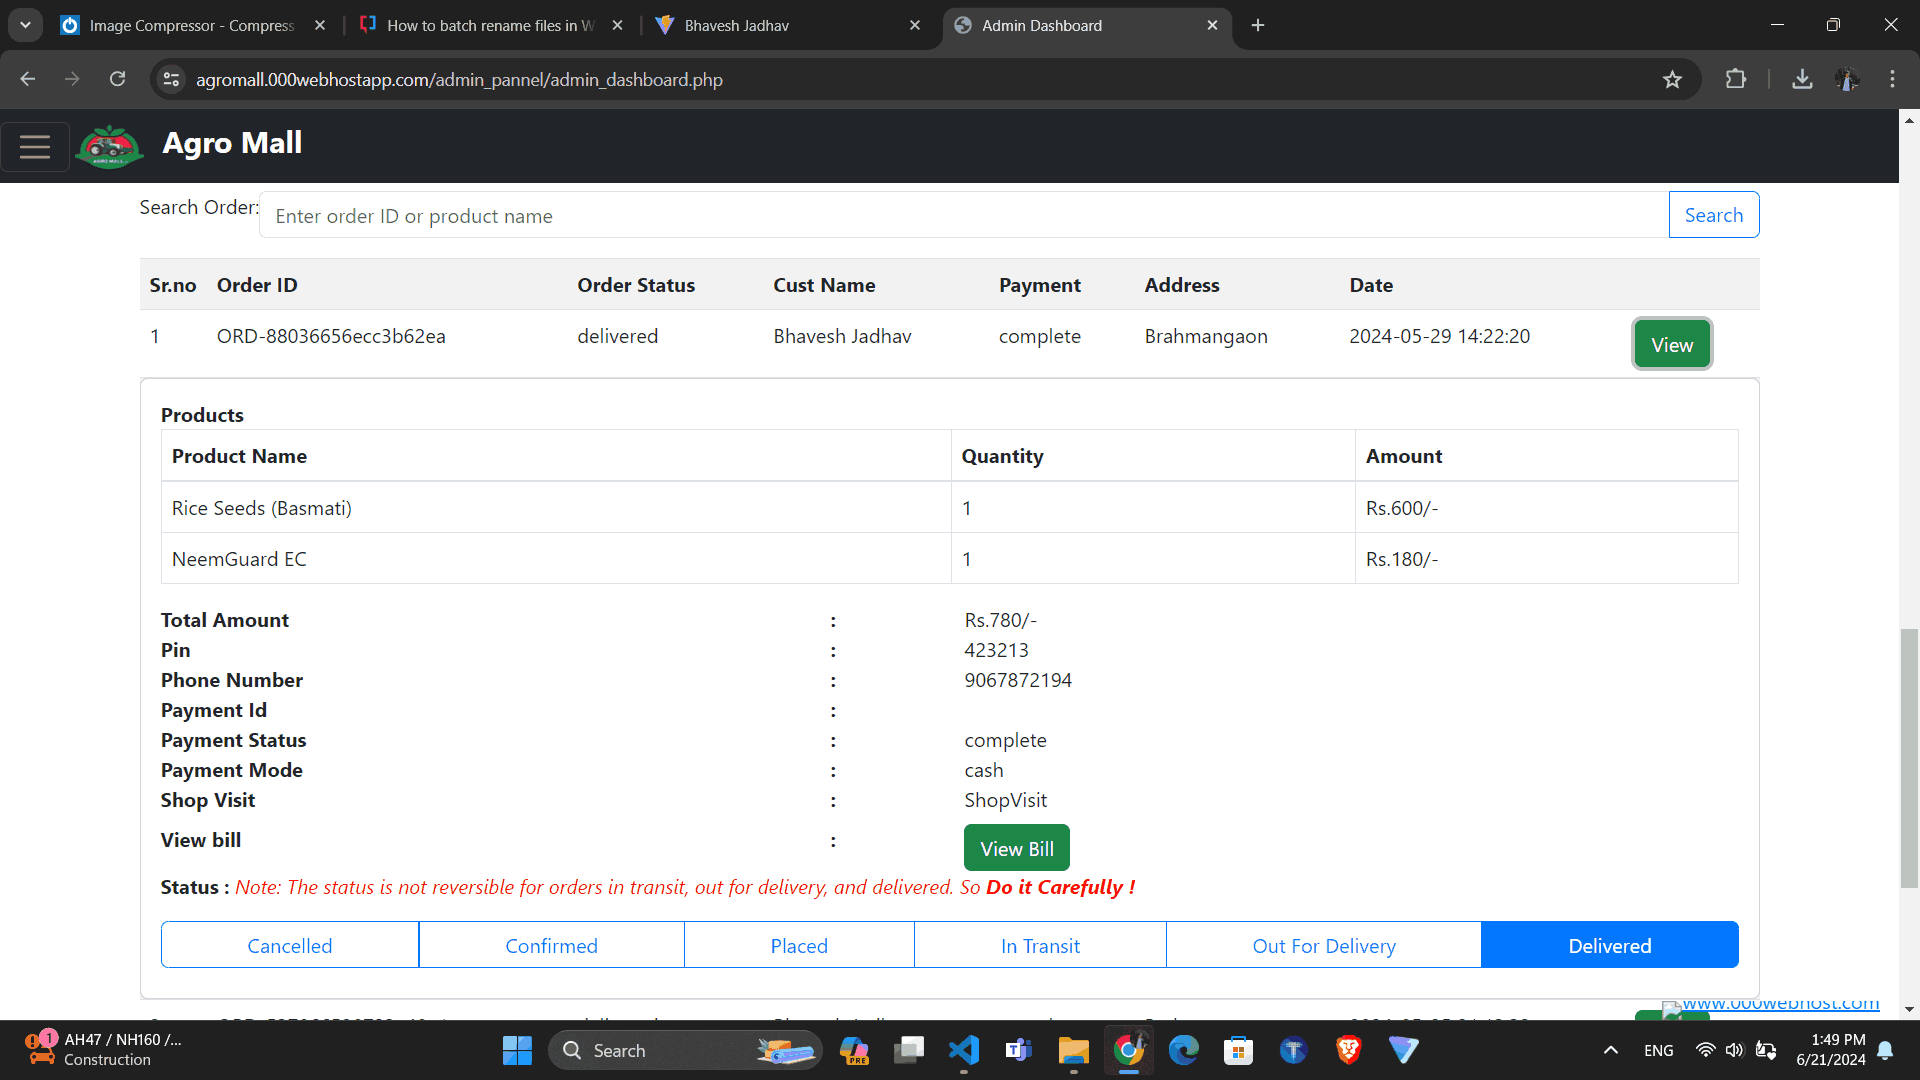 Image Compressor - Compress
How to batch rename files in W
Bhavesh Jadhav
Admin Dashboard
agromall.000webhostapp.com/admin_pannel/admin_dashboard.php
AGRO MALL
Agro Mall
Search Order:
Enter order ID or product name
Search
Sr.no Order ID Order Status Cust Name Payment Address Date
1 ORD-88036656ecc3b62ea delivered Bhavesh Jadhav complete Brahmangaon 2024-05-29 14:22:20 View
Products
Product Name Quantity Amount
Rice Seeds (Basmati) 1 Rs.600/-
NeemGuard EC 1 Rs.180/-
Total Amount : Rs.780/-
Pin : 423213
Phone Number : 9067872194
Payment Id :
Payment Status : complete
Payment Mode : cash
Shop Visit : ShopVisit
View bill : View Bill
Status : Note: The status is not reversible for orders in transit, out for delivery, and delivered. So Do it Carefully !
Cancelled Confirmed Placed In Transit Out For Delivery Delivered
www.000webhost.com
1
AH47 / NH160 /...
Construction
Search
PRE
ENG
1:49 PM
6/21/2024